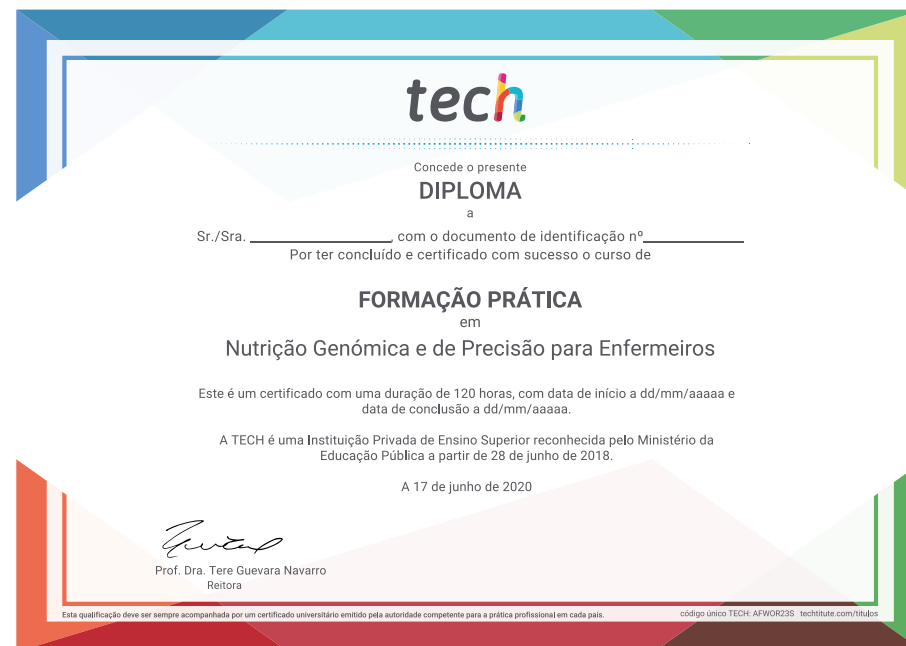 tech
Concede o presente
DIPLOMA
a
Sr./Sra. ____________________, com o documento de identificação nº______________
Por ter concluído e certificado com sucesso o curso de
FORMAÇÃO PRÁTICA
em
Nutrição Genómica e de Precisão para Enfermeiros
Este é um certificado com uma duração de 120 horas, com data de início a dd/mm/aaaaa e
data de conclusão a dd/mm/aaaaa.
A TECH é uma Instituição Privada de Ensino Superior reconhecida pelo Ministério da
Educação Pública a partir de 28 de junho de 2018.
A 17 de junho de 2020
Prof. Dra. Tere Guevara Navarro
Reitora
Esta qualificação deve ser sempre acompanhada por um certificado universitário emitido pela autoridade competente para a prática profissional em cada país.
código único TECH: AFWOR23S techtitute.com/titulos